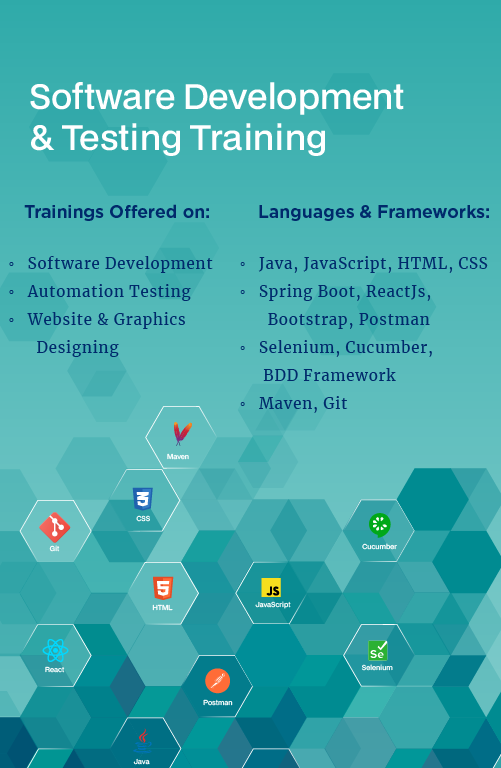 Software Development
& Testing Training
Trainings Offered on:
◦ Software Development
◦ Automation Testing
◦ Website & Graphics
Designing
Languages & Frameworks:
◦ Java, JavaScript, HTML, CSS
◦ Spring Boot, ReactJs,
Bootstrap, Postman
◦ Selenium, Cucumber,
BDD Framework
◦ Maven, Git
Maven
3
CSS
Git
Cucumber
5
HTML
JS
JavaScript
React
Se
Selenium
Postman
Java